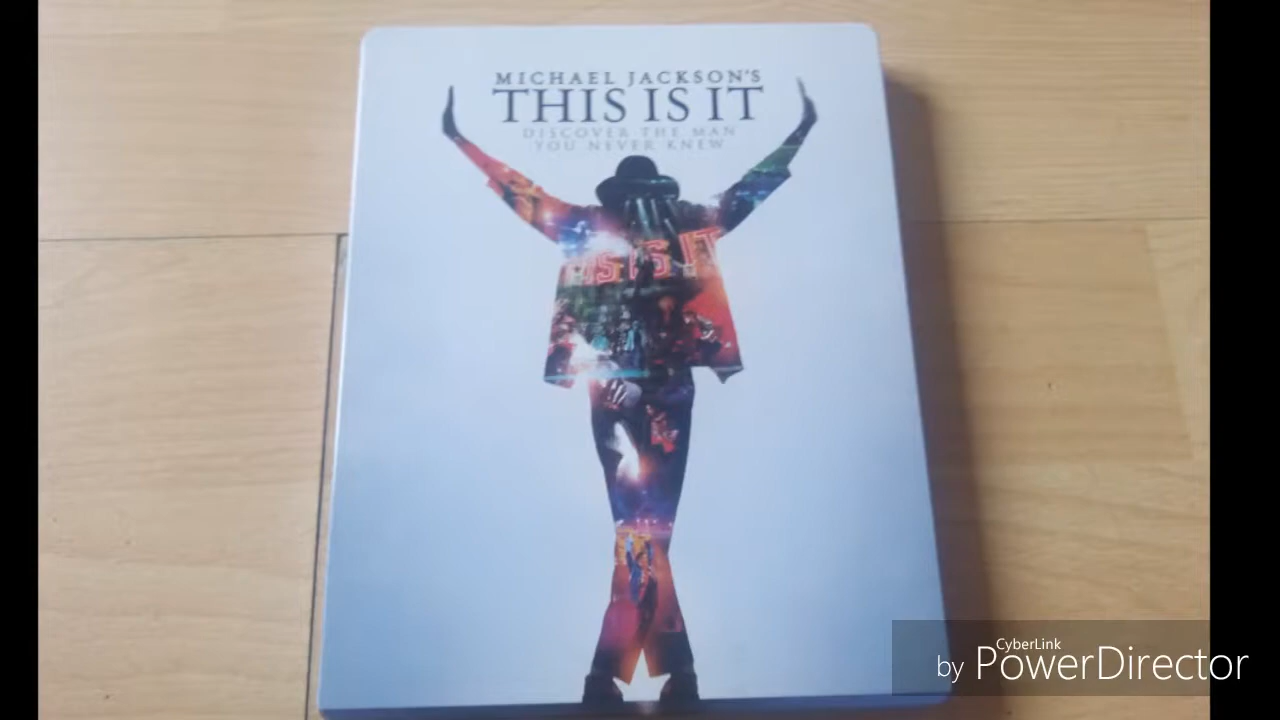 MICHAEL JACKSON'S
THIS IS IT
DISCOVER THE MAN
YOU NEVER KNEW
THIS IS IT
CyberLink
by PowerDirector